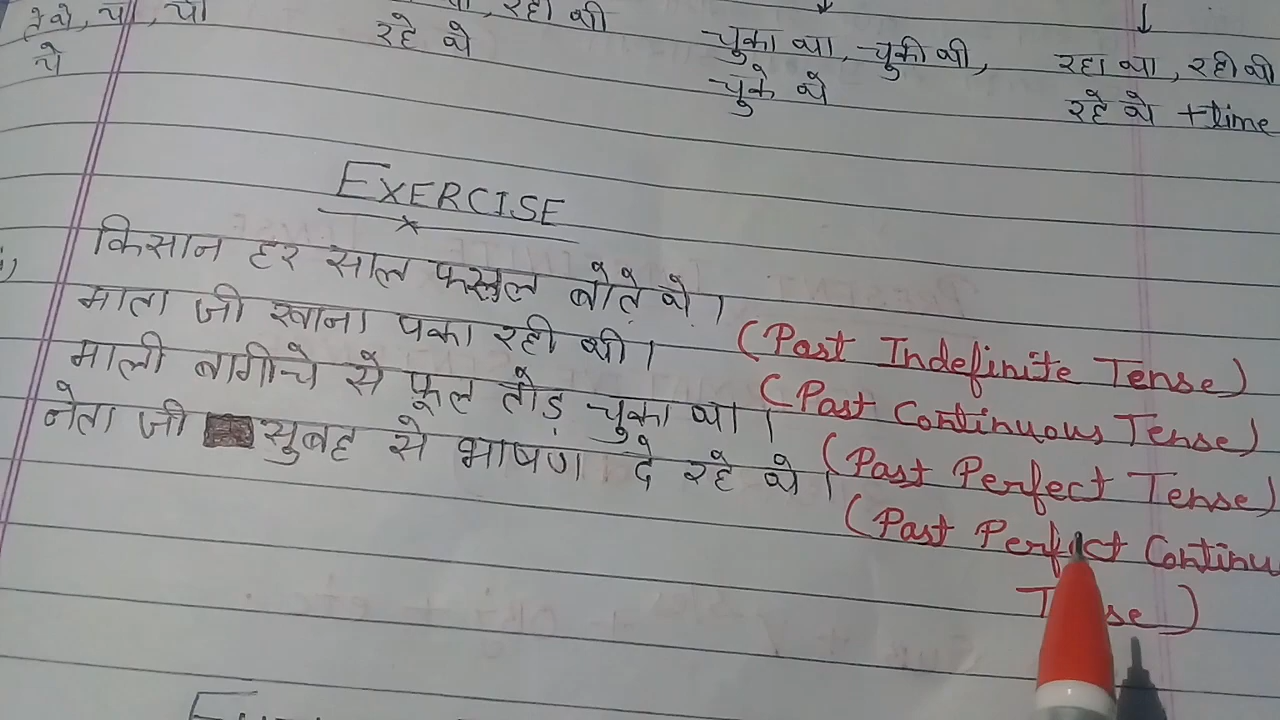 थे
रही थी
रहे थे
चुका था, चुकी थी,
चुके थे
रहा था, रही थी
रहे थे +time
EXERCISE
किसान हर साल फसल बोते थे।
(Past Indefinite Tense)
माता जी खाना पका रही थी।
(Past Continuous Tense)
माली बागीचे से फूल तोड़ चुका था।
(Past Perfect Tense)
नेता जी सुबह से भाषण दे रहे थे।
(Past Perfect Continu